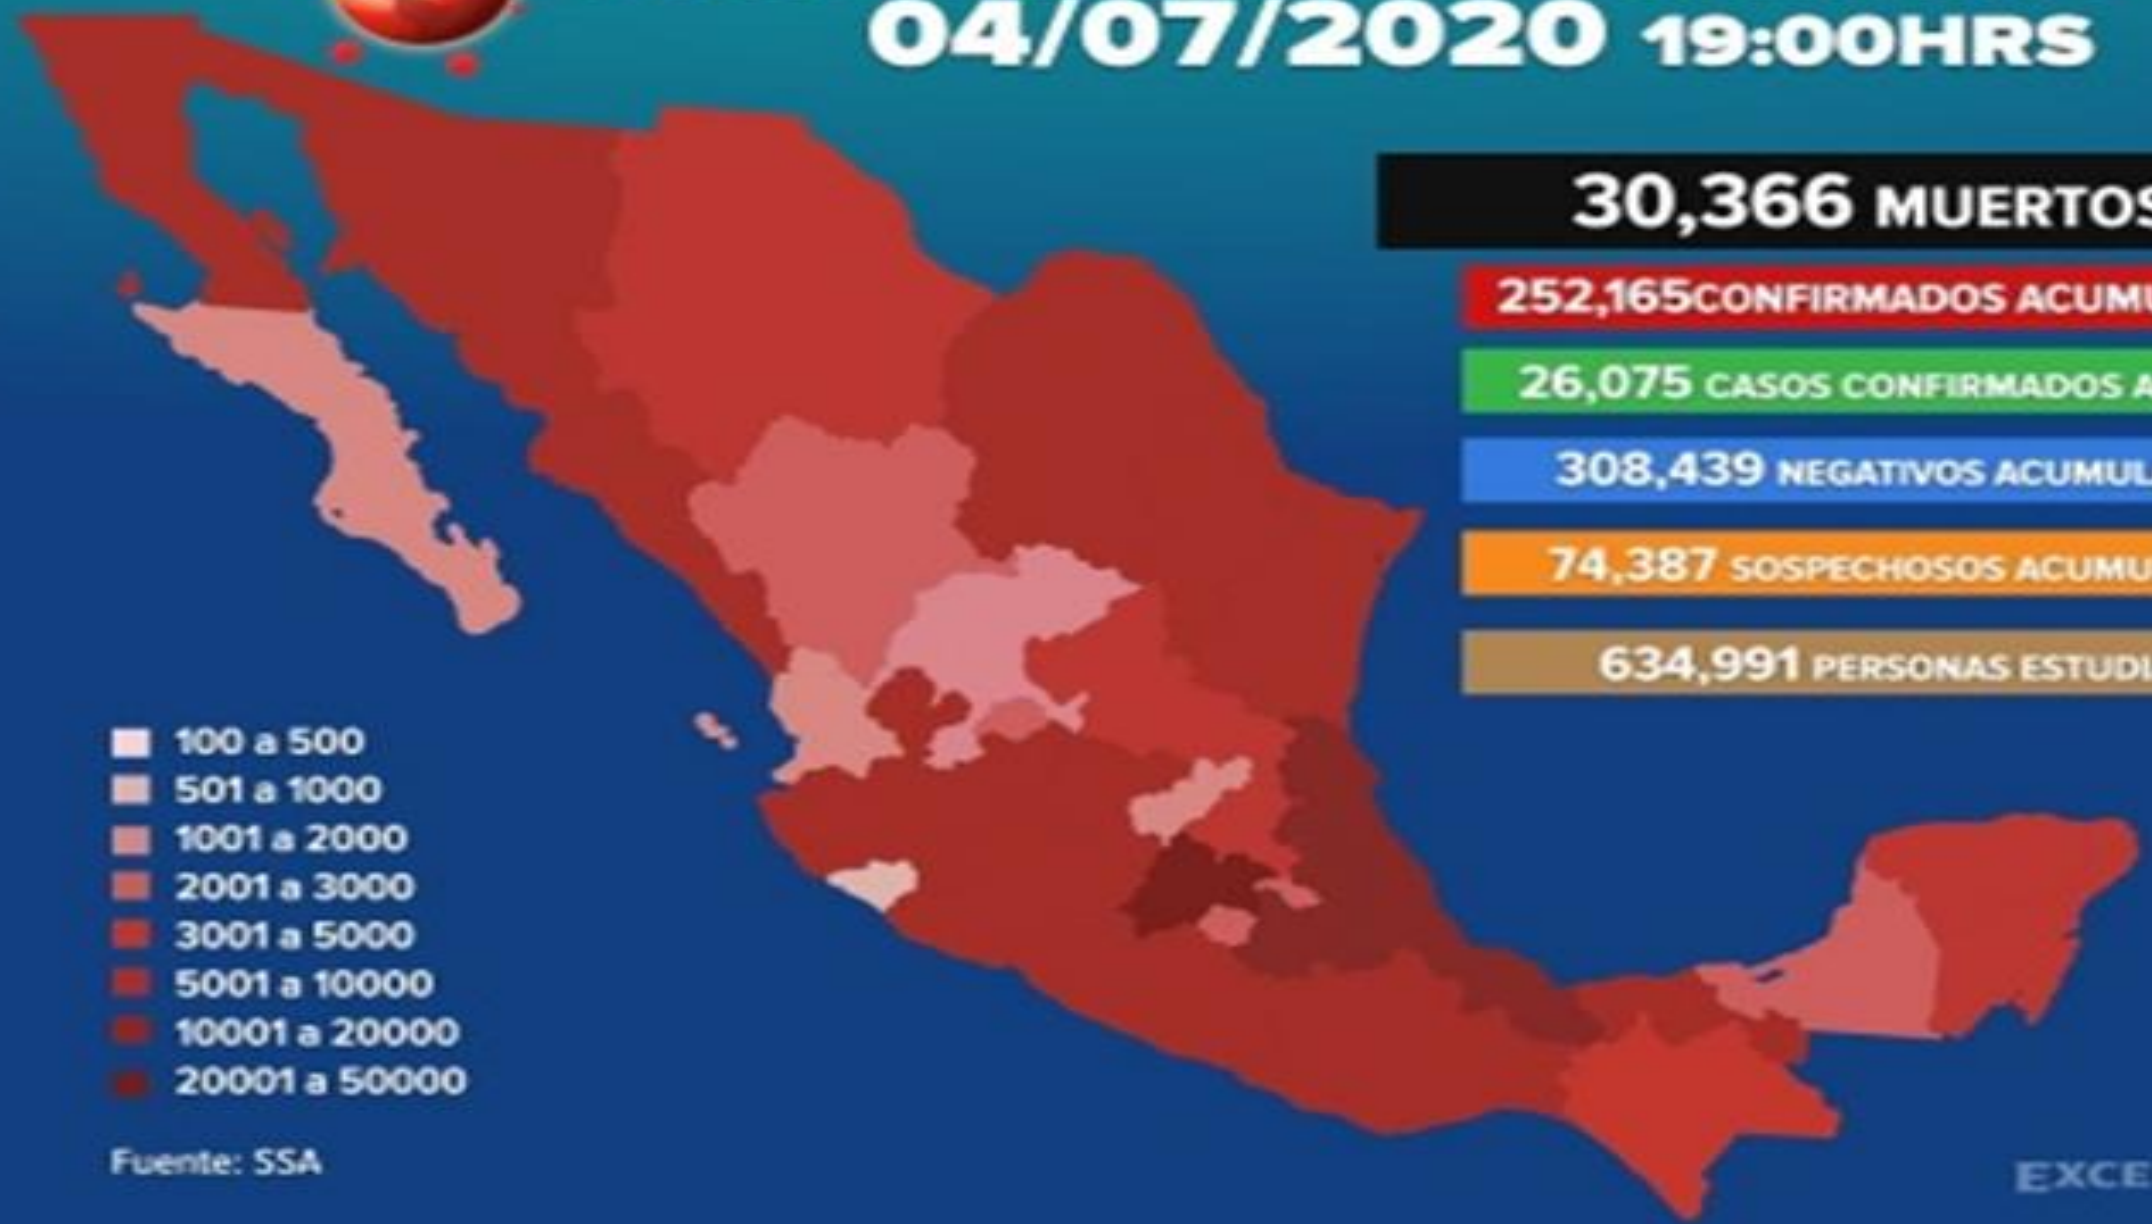 04/07/2020 19:00HRS
30,366 MUERTOS
252,165CONFIRMADOS ACUMU
26,075 CASOS CONFIRMADOS A
308,439 NEGATIVOS ACUMUL
74,387 SOSPECHOSOS ACUMU
634,991 PERSONAS ESTUDI
100 a 500
501 a 1000
1001 a 2000
2001 a 3000
3001 a 5000
5001 a 10000
10001 a 20000
20001 a 50000
Fuente: SSA
EXCE